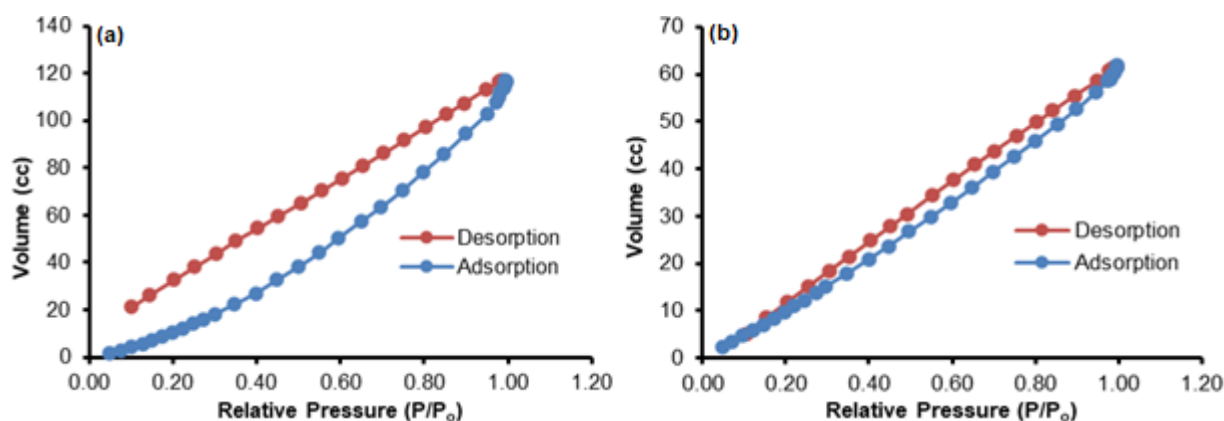 (a)
140
120
100
80
60
40
20
0
Volume (cc)
Desorption
Adsorption
0.00 0.20 0.40 0.60 0.80 1.00 1.20
Relative Pressure (P/Pₒ)
(b)
70
60
50
40
30
20
10
0
Volume (cc)
Desorption
Adsorption
0.00 0.20 0.40 0.60 0.80 1.00 1.20
Relative Pressure (P/Pₒ)